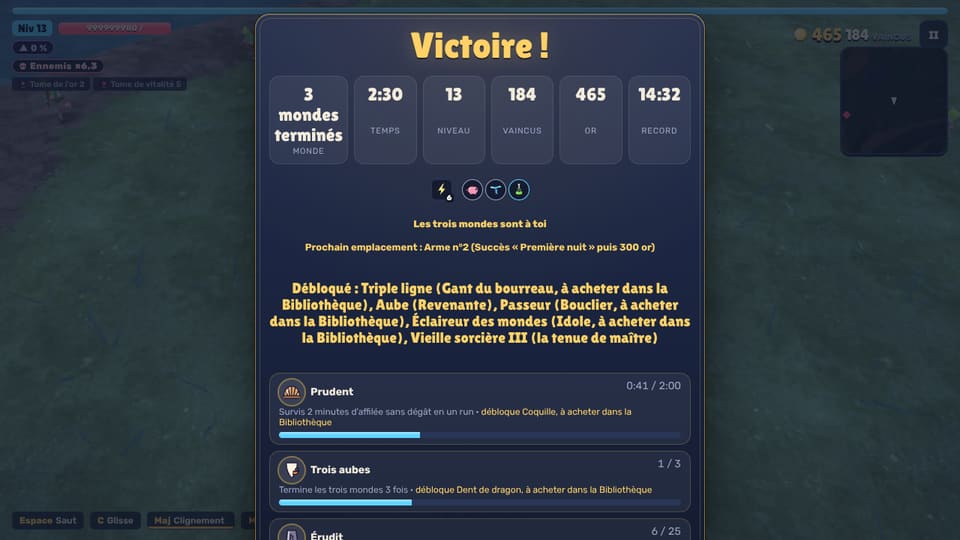 Victoire !
Niv 13
999999980 /
0 %
Ennemis ×6,3
Tome de l'or 2
Tome de vitalité 5
465 184 VAINCUS
3 mondes terminés
MONDE
2:30
TEMPS
13
NIVEAU
184
VAINCUS
465
OR
14:32
RECORD
6
Les trois mondes sont à toi
Prochain emplacement : Arme n°2 (Succès « Première nuit » puis 300 or)
Débloqué : Triple ligne (Gant du bourreau, à acheter dans la
Bibliothèque), Aube (Revenante), Passeur (Bouclier, à acheter
dans la Bibliothèque), Éclaireur des mondes (Idole, à acheter dans
la Bibliothèque), Vieille sorcière III (la tenue de maître)
Prudent
0:41 / 2:00
Survis 2 minutes d'affilée sans dégât en un run • débloque Coquille, à acheter dans la
Bibliothèque
Trois aubes
1 / 3
Termine les trois mondes 3 fois • débloque Dent de dragon, à acheter dans la Bibliothèque
Érudit
6 / 25
Espace Saut
C Glisse
Maj Clignement